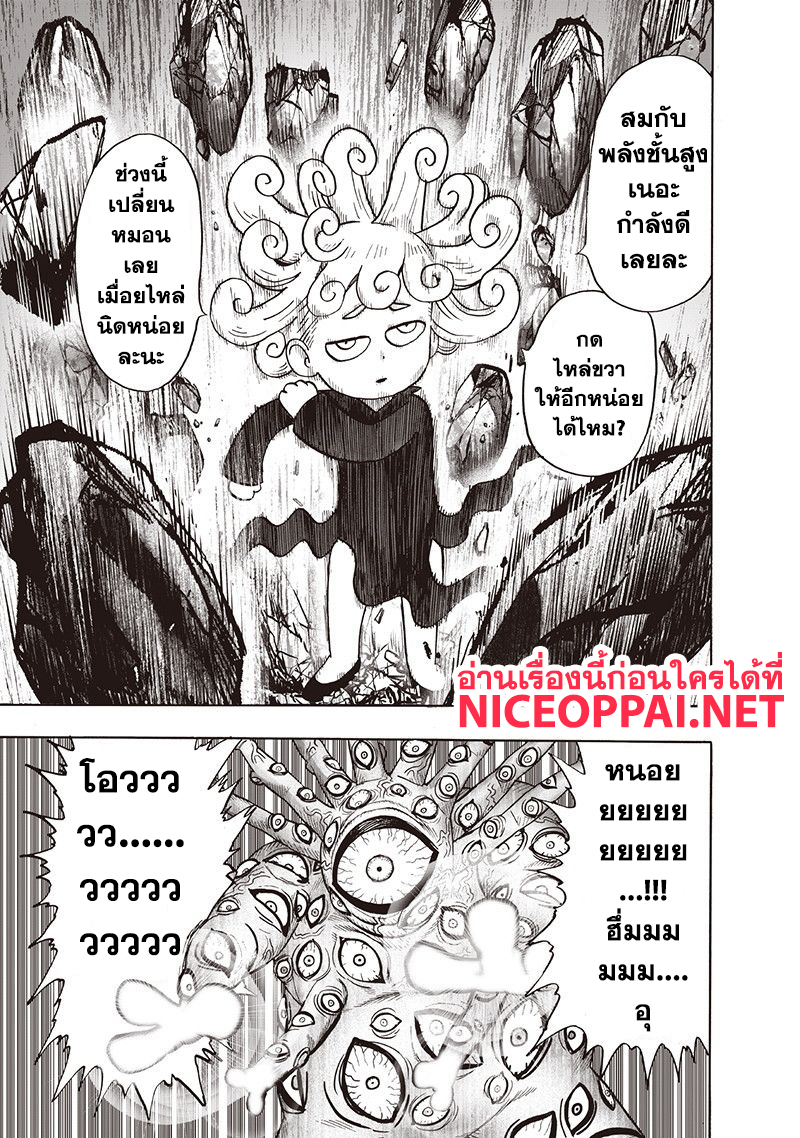 สมกับ
พลังชั้นสูง
เนอะ
กำลังดี
เลยละ
กด
ไหล่ขวา
ให้อีกหน่อย
ได้ไหม?
ช่วงนี้
เปลี่ยน
หมอน
เลย
เมื่อยไหล่
นิดหน่อย
ละนะ
อ่านเรื่องนี้ก่อนใครได้ที่
NICEOPPAI.NET
หนอย
ยยยยย
ยยยยย
...!!!
ฮึ่มมม
มมม....
อุ
โอววว
วว......
ววววว
ววววว